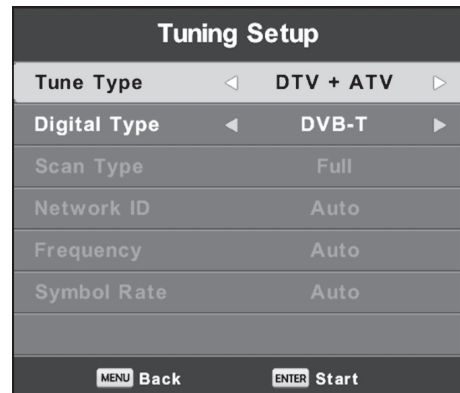 Tuning Setup
Tune Type DTV + ATV
Digital Type DVB-T
Scan Type Full
Network ID Auto
Frequency Auto
Symbol Rate Auto
MENU Back ENTER Start